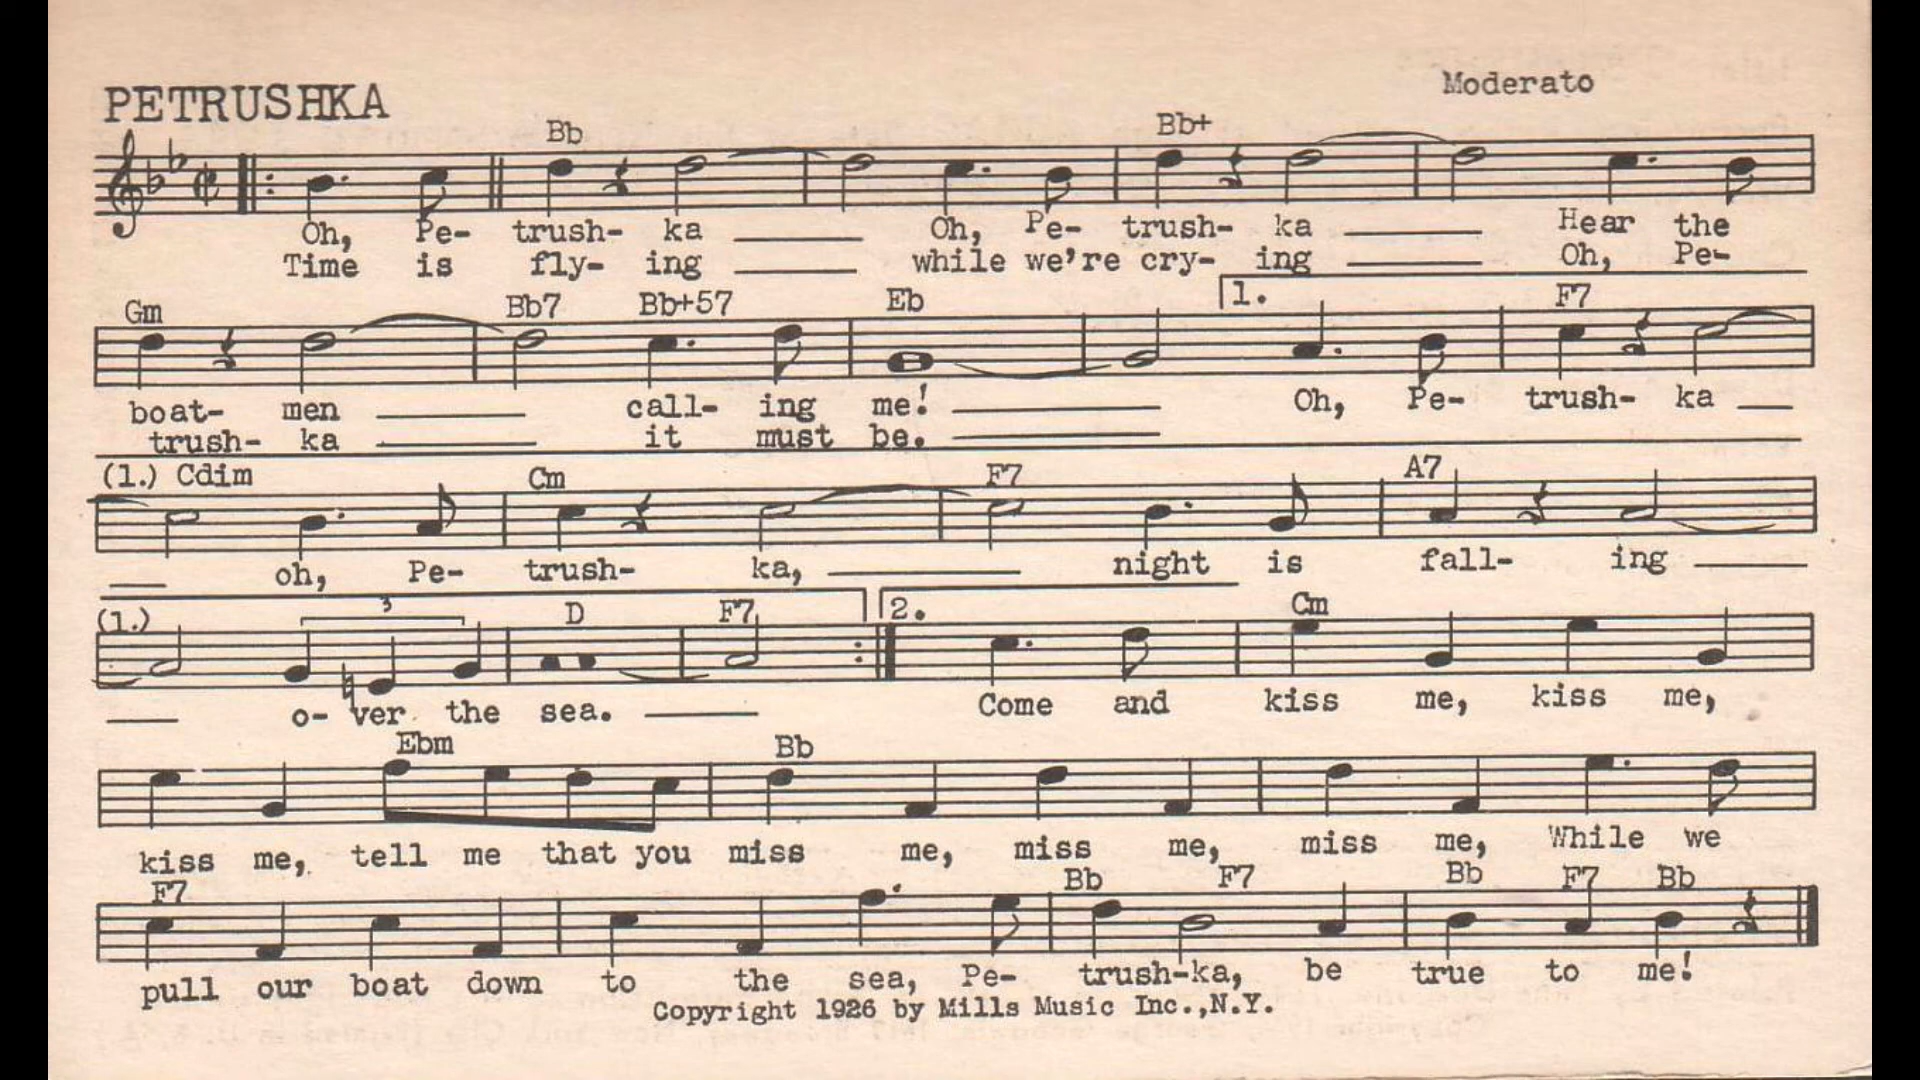 PETRUSHKA
Moderato
Bb Bb+
Oh, Pe- trush- ka Oh, Pe- trush- ka Hear the
Time is fly- ing while we're cry- ing Oh, Pe-
Gm Bb7 Bb+57 Eb 1. F7
boat- men call- ing me! Oh, Pe- trush- ka
trush- ka it must be.
(1.) Cdim Cm F7 A7
oh, Pe- trush- ka, night is fall- ing
(1.) 3 D F7 2. Cm
o- ver the sea. Come and kiss me, kiss me,
Ebm Bb
kiss me, tell me that you miss me, miss me, miss me, While we
F7 Bb F7 Bb F7 Bb
pull our boat down to the sea, Pe- trush-ka, be true to me!
Copyright 1926 by Mills Music Inc.,N.Y.